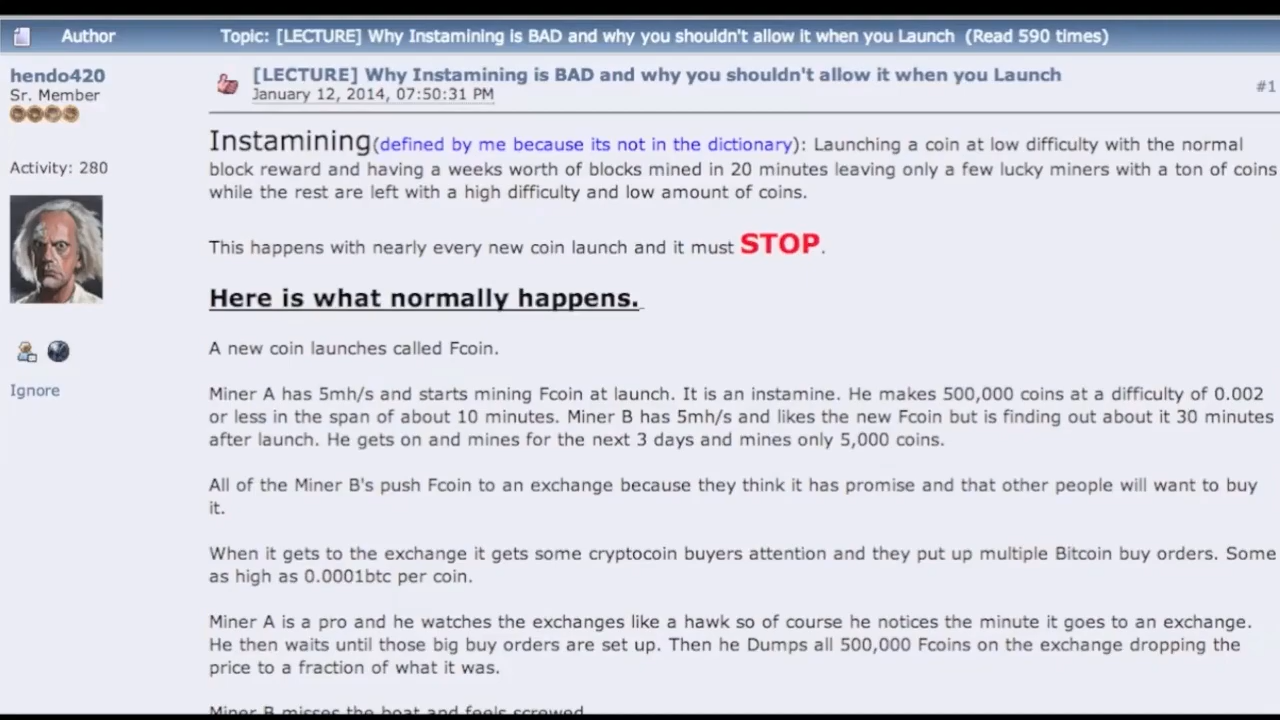 Author
Topic: [LECTURE] Why Instamining is BAD and why you shouldn't allow it when you Launch (Read 590 times)
hendo420
Sr. Member
Activity: 280
Ignore
[LECTURE] Why Instamining is BAD and why you shouldn't allow it when you Launch
January 12, 2014, 07:50:31 PM
#1
Instamining(defined by me because its not in the dictionary): Launching a coin at low difficulty with the normal
block reward and having a weeks worth of blocks mined in 20 minutes leaving only a few lucky miners with a ton of coins
while the rest are left with a high difficulty and low amount of coins.
This happens with nearly every new coin launch and it must STOP.
Here is what normally happens.
A new coin launches called Fcoin.
Miner A has 5mh/s and starts mining Fcoin at launch. It is an instamine. He makes 500,000 coins at a difficulty of 0.002
or less in the span of about 10 minutes. Miner B has 5mh/s and likes the new Fcoin but is finding out about it 30 minutes
after launch. He gets on and mines for the next 3 days and mines only 5,000 coins.
All of the Miner B's push Fcoin to an exchange because they think it has promise and that other people will want to buy
it.
When it gets to the exchange it gets some cryptocoin buyers attention and they put up multiple Bitcoin buy orders. Some
as high as 0.0001btc per coin.
Miner A is a pro and he watches the exchanges like a hawk so of course he notices the minute it goes to an exchange.
He then waits until those big buy orders are set up. Then he Dumps all 500,000 Fcoins on the exchange dropping the
price to a fraction of what it was.
Miner B misses the boat and feels screwed